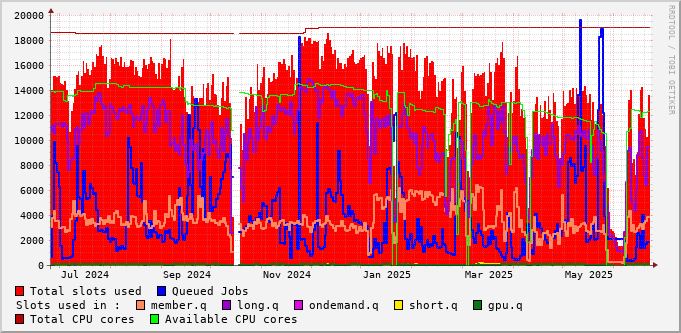 20000
18000
16000
14000
12000
10000
8000
6000
4000
2000
0
Jul 2024 Sep 2024 Nov 2024 Jan 2025 Mar 2025 May 2025
RRDTOOL / TOBI OETIKER
Total slots used Queued Jobs
Slots used in : member.q long.q ondemand.q short.q gpu.q
Total CPU cores Available CPU cores